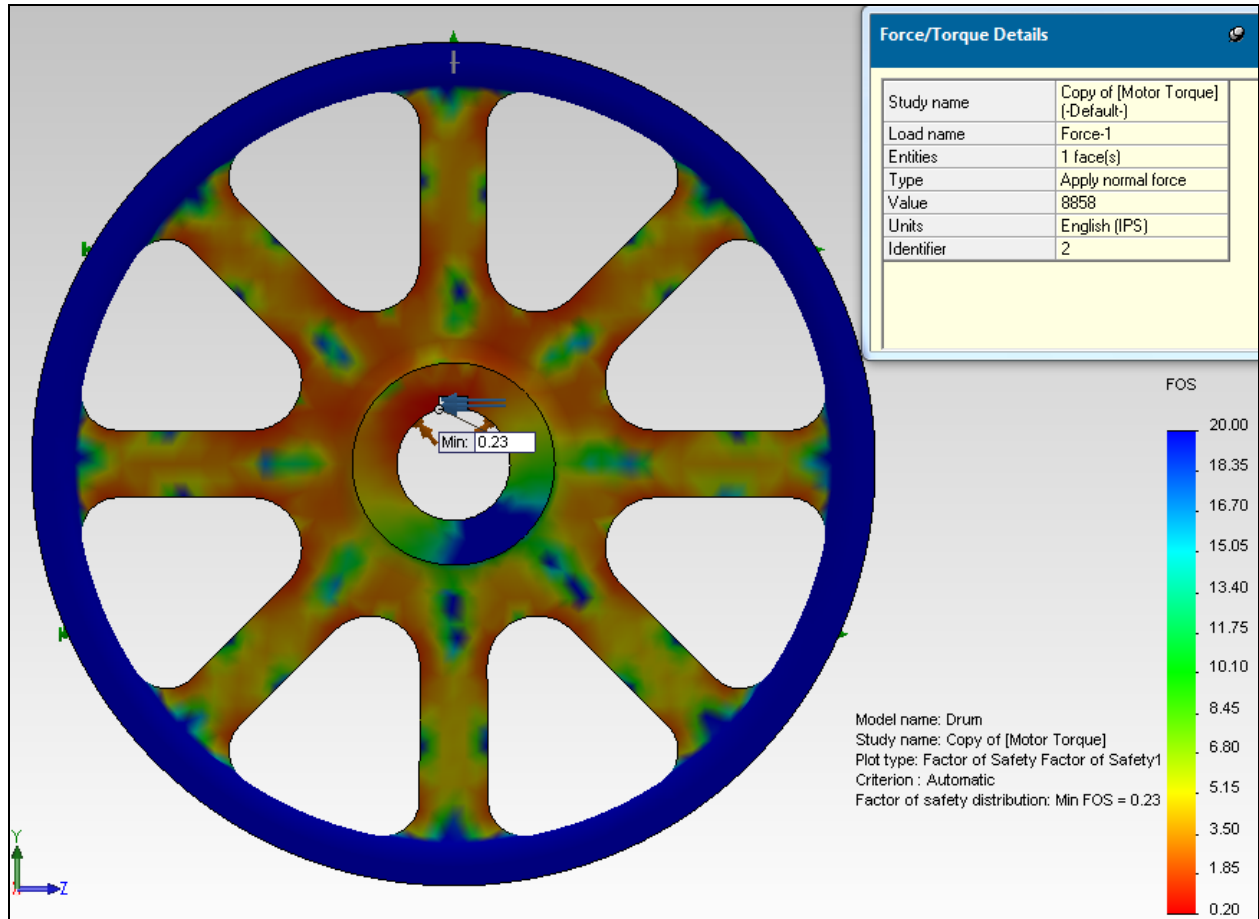 Force/Torque Details
Study name Copy of [Motor Torque]
(-Default-)
Load name Force-1
Entities 1 face(s)
Type Apply normal force
Value 8858
Units English (IPS)
Identifier 2
Min: 0.23
FOS
20.00
18.35
16.70
15.05
13.40
11.75
10.10
8.45
6.80
5.15
3.50
1.85
0.20
Model name: Drum
Study name: Copy of [Motor Torque]
Plot type: Factor of Safety Factor of Safety1
Criterion : Automatic
Factor of safety distribution: Min FOS = 0.23
Y
Z